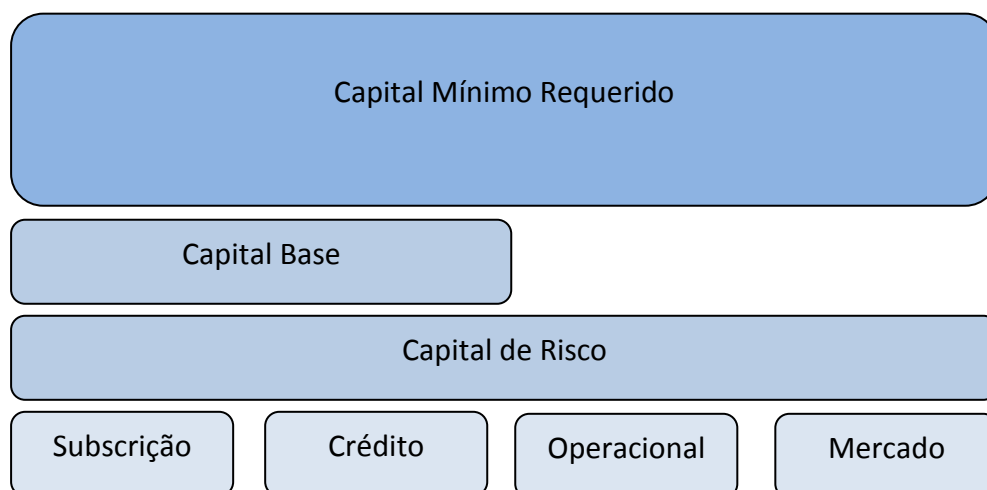 Capital Mínimo Requerido
Capital Base
Capital de Risco
Subscrição
Crédito
Operacional
Mercado